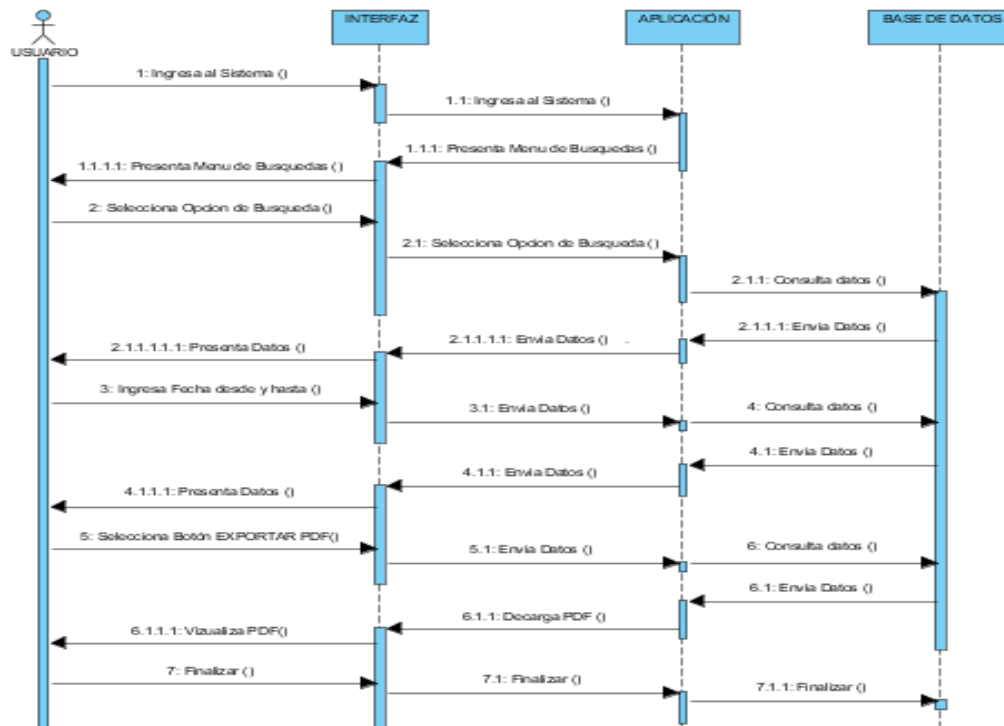 USUARIO
INTERFAZ
APLICACIÓN
BASE DE DATOS
1: Ingresa al Sistema ()
1.1: Ingresa al Sistema ()
1.1.1: Presenta Menu de Busquedas ()
1.1.1.1: Presenta Menu de Busquedas ()
2: Selecciona Opcion de Busqueda ()
2.1: Selecciona Opcion de Busqueda ()
2.1.1: Consulta datos ()
2.1.1.1: Envia Datos ()
2.1.1.1.1: Envia Datos ()
2.1.1.1.1.1: Presenta Datos ()
3: Ingresa Fecha desde y hasta ()
3.1: Envia Datos ()
4: Consulta datos ()
4.1: Envia Datos ()
4.1.1: Envia Datos ()
4.1.1.1: Presenta Datos ()
5: Selecciona Botón EXPORTAR PDF()
5.1: Envia Datos ()
6: Consulta datos ()
6.1: Envia Datos ()
6.1.1: Decarga PDF ()
6.1.1.1: Vizualiza PDF()
7: Finalizar ()
7.1: Finalizar ()
7.1.1: Finalizar ()